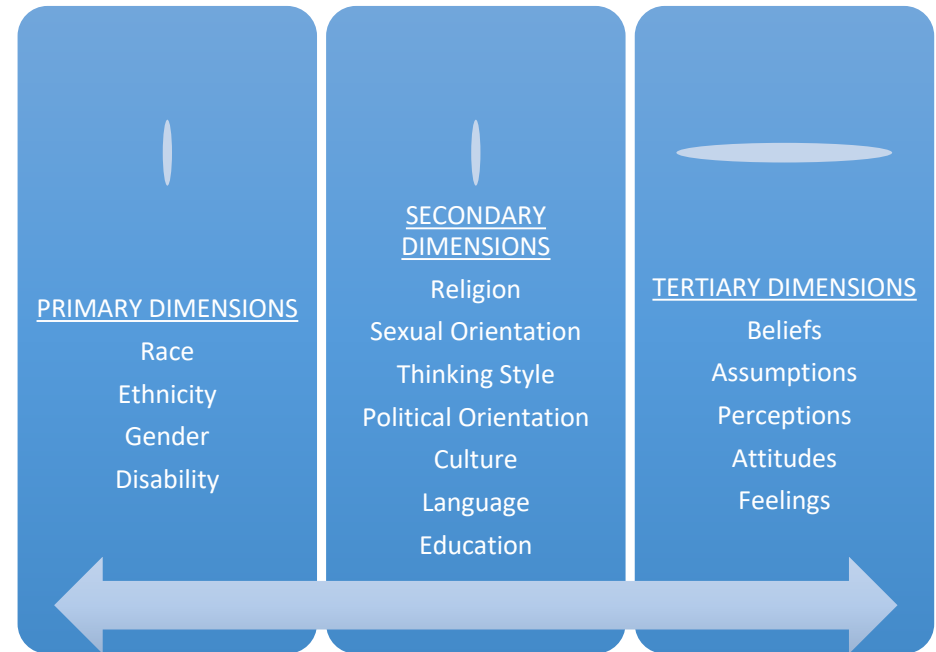 PRIMARY DIMENSIONS
Race
Ethnicity
Gender
Disability
SECONDARY
DIMENSIONS
Religion
Sexual Orientation
Thinking Style
Political Orientation
Culture
Language
Education
TERTIARY DIMENSIONS
Beliefs
Assumptions
Perceptions
Attitudes
Feelings